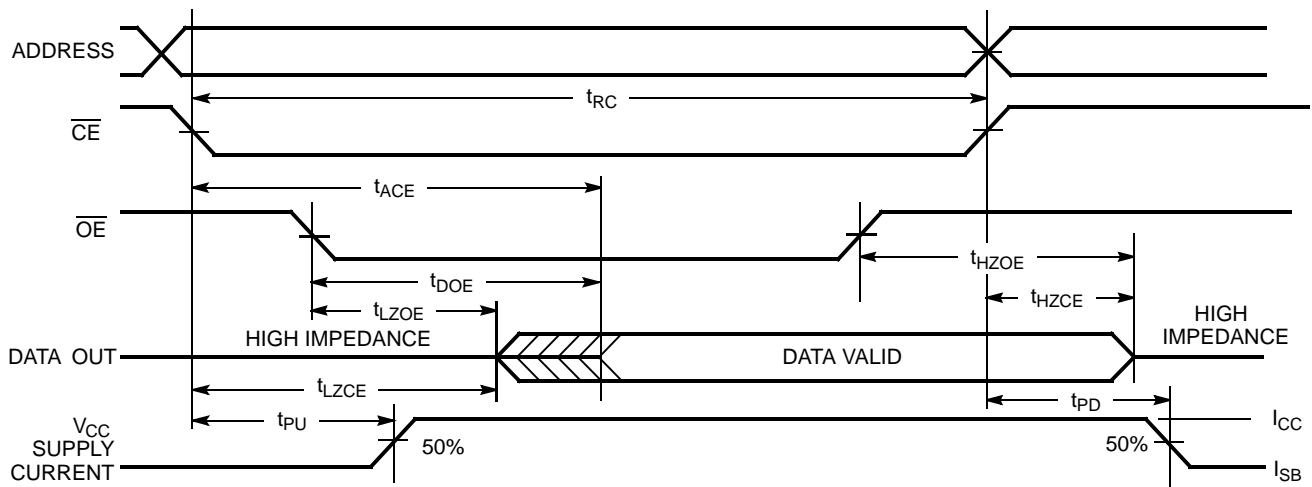 ADDRESS
tRC
CE
tACE
OE
tHZOE
tDOE
tHZCE
tLZOE
HIGH
IMPEDANCE
HIGH IMPEDANCE
DATA OUT
DATA VALID
tLZCE
tPD
tPU
VCC
SUPPLY
CURRENT
50%
50%
ICC
ISB